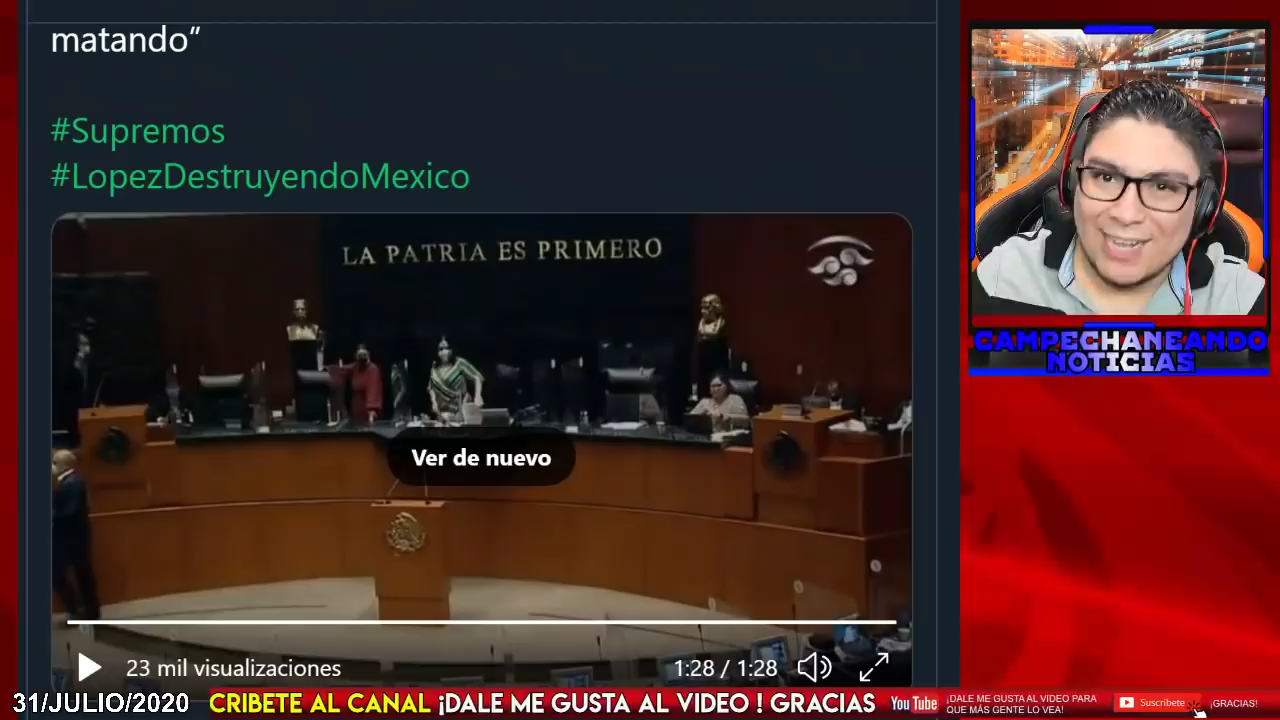 matando”
#Supremos
#LopezDestruyendoMexico
LA PATRIA ES PRIMERO
Ver de nuevo
23 mil visualizaciones
1:28 / 1:28
CAMPECHANEANDO
NOTICIAS
31/JULIO/2020
CRIBETE AL CANAL ¡DALE ME GUSTA AL VIDEO ! GRACIAS
YouTube
¡DALE ME GUSTA AL VIDEO PARA
QUE MÁS GENTE LO VEA!
Suscribete
¡GRACIAS!